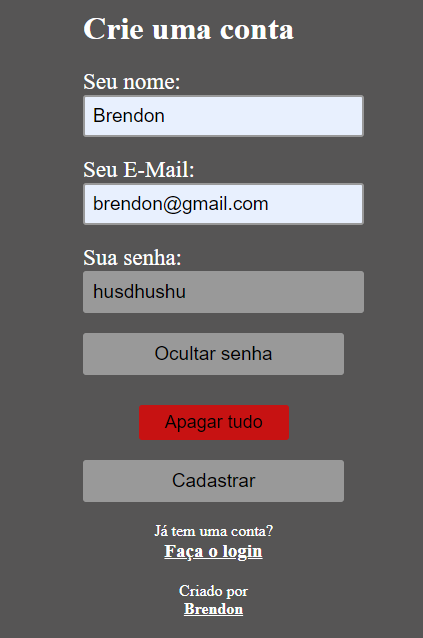 Crie uma conta
Seu nome:
Brendon
Seu E-Mail:
brendon@gmail.com
Sua senha:
husdhushu
Ocultar senha
Apagar tudo
Cadastrar
Já tem uma conta?
Faça o login
Criado por
Brendon